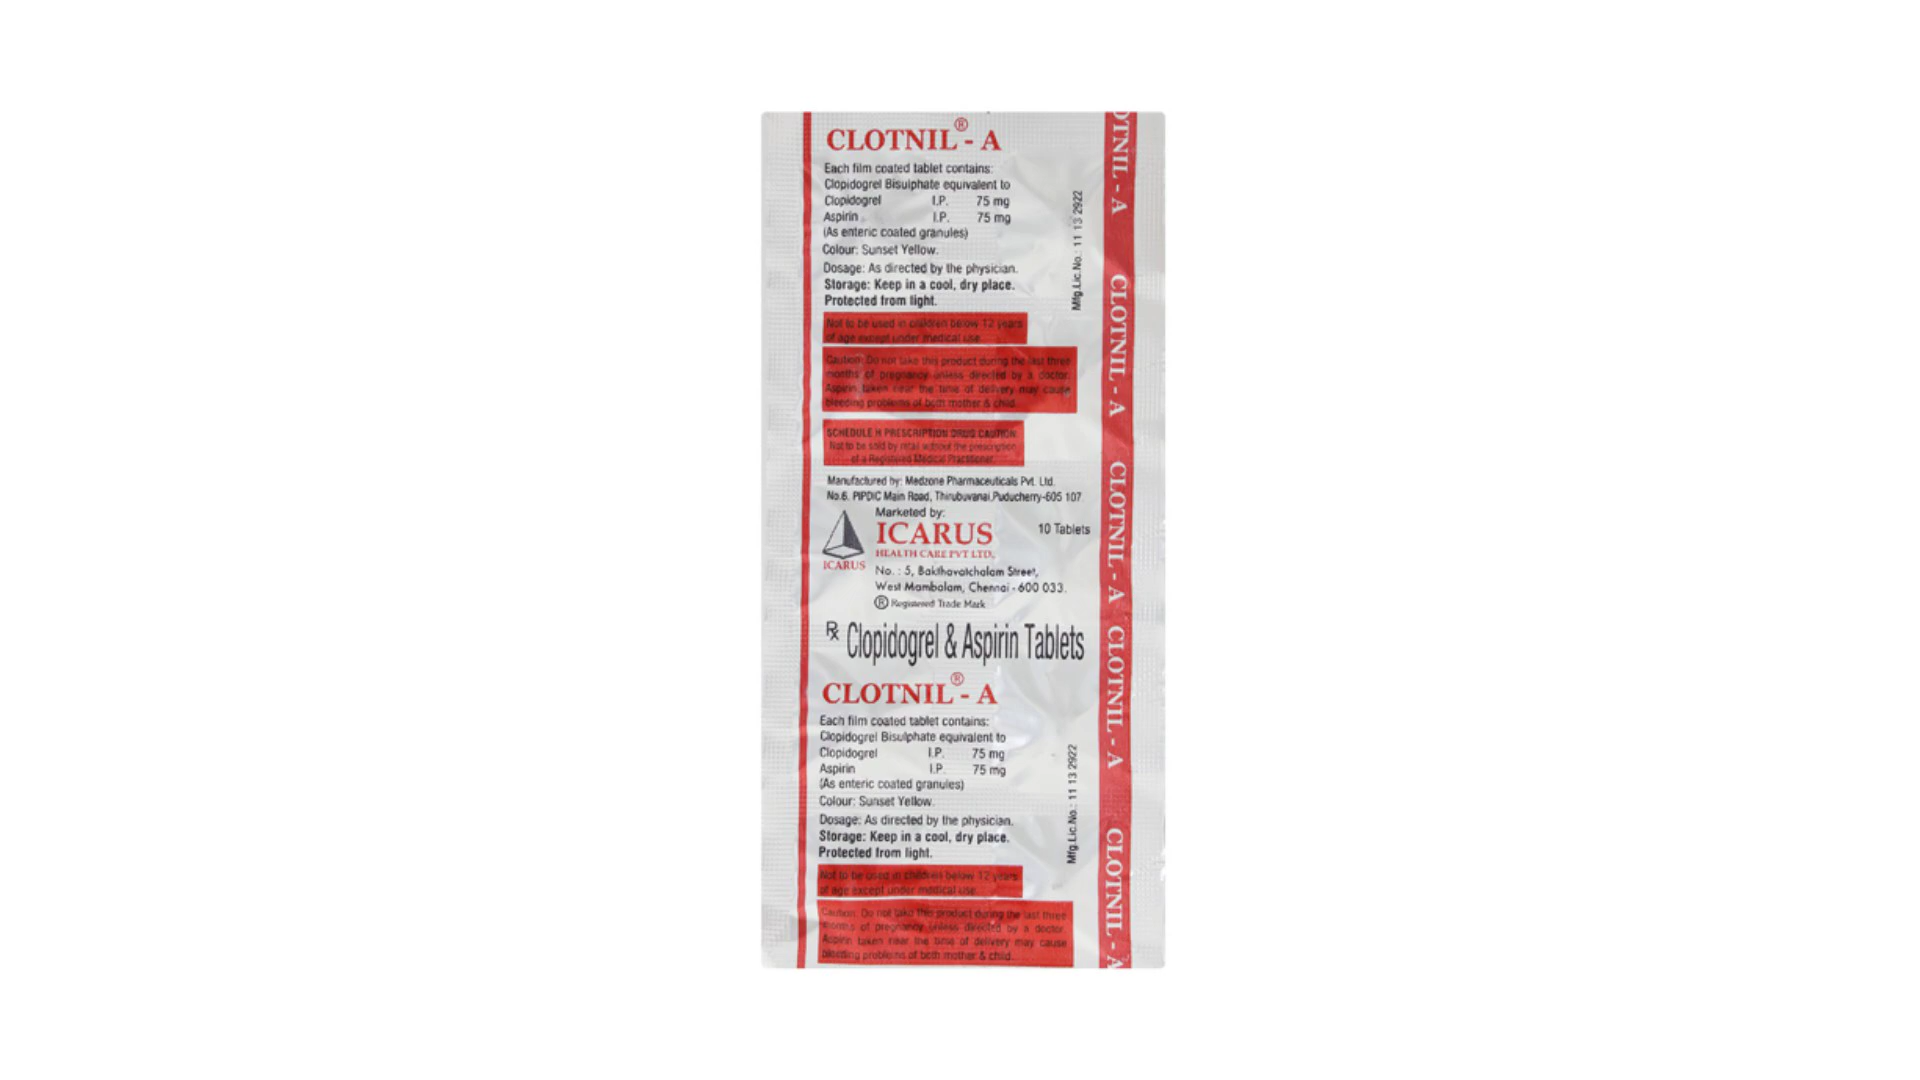 CLOTNIL® - A
Each film coated tablet contains:
Clopidogrel Bisulphate equivalent to
Clopidogrel I.P. 75 mg
Aspirin I.P. 75 mg
(As enteric coated granules)
Colour: Sunset Yellow.
Dosage: As directed by the physician.
Storage: Keep in a cool, dry place.
Protected from light.
Not to be used in children below 12 years
of age except under medical use.
Caution: Do not take this product during the last three
months of pregnancy unless directed by a doctor.
Aspirin taken near the time of delivery may cause
bleeding problems of both mother & child.
SCHEDULE H PRESCRIPTION DRUG CAUTION:
Not to be sold by retail without the prescription
of a Registered Medical Practitioner.
Mfg.Lic.No.: 11 13 2922
Manufactured by: Medzone Pharmaceuticals Pvt. Ltd.
No.6. PIPDIC Main Road, Thirubuvanai,Puducherry-605 107
Marketed by:
ICARUS
10 Tablets
HEALTH CARE PVT LTD.
ICARUS
No. : 5, Bakthavatchalam Street,
West Mambalam, Chennai - 600 033.
® Registered Trade Mark
Rx Clopidogrel & Aspirin Tablets
CLOTNIL® - A
Each film coated tablet contains:
Clopidogrel Bisulphate equivalent to
Clopidogrel I.P. 75 mg
Aspirin I.P. 75 mg
(As enteric coated granules)
Colour: Sunset Yellow.
Dosage: As directed by the physician.
Storage: Keep in a cool, dry place.
Protected from light.
Not to be used in children below 12 years
of age except under medical use.
Caution: Do not take this product during the last three
months of pregnancy unless directed by a doctor.
Aspirin taken near the time of delivery may cause
bleeding problems of both mother & child.
Mfg.Lic.No.: 11 13 2922
OTNIL - A
CLOTNIL - A
CLOTNIL - A
CLOTNIL - A
CLOTNIL - A